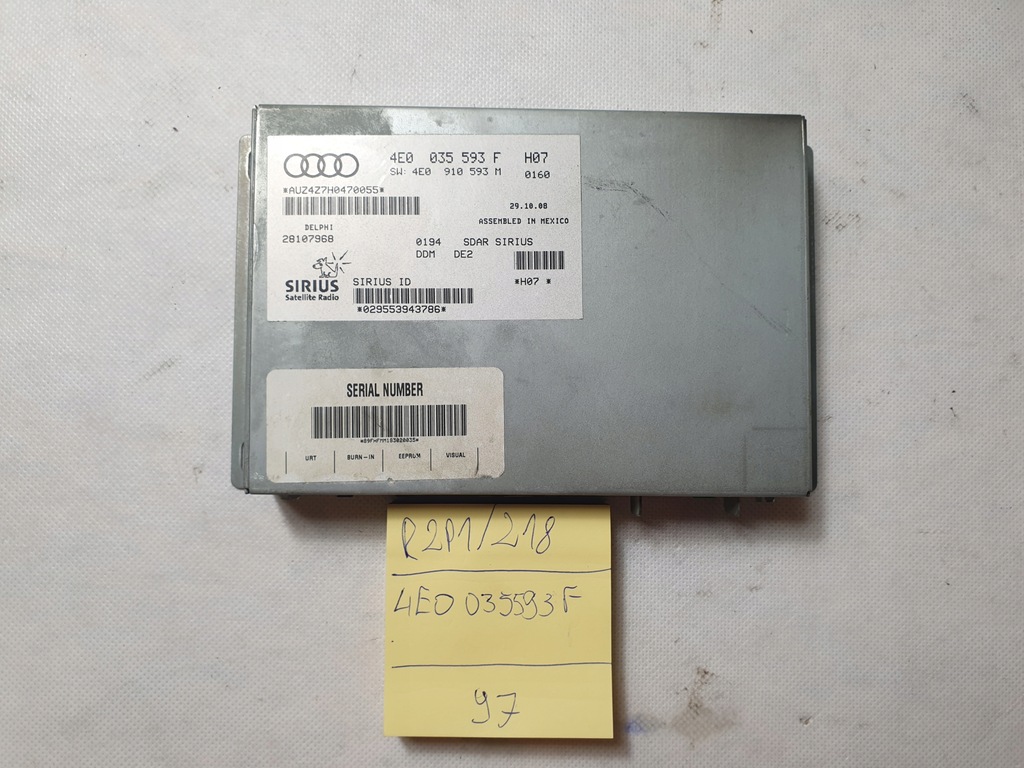 4E0 035 593 F H07
SW: 4E0 910 593 M 0160
*AUZ4Z7H0470055*
29.10.08
ASSEMBLED IN MEXICO
DELPHI
28107968
0194 SDAR SIRIUS
DDM DE2
SIRIUS
Satellite Radio
SIRIUS ID
*H07 *
*029553943786*
SERIAL NUMBER
URT BURN-IN EEPROM VISUAL
R2P1/218
4E0 035593F
97